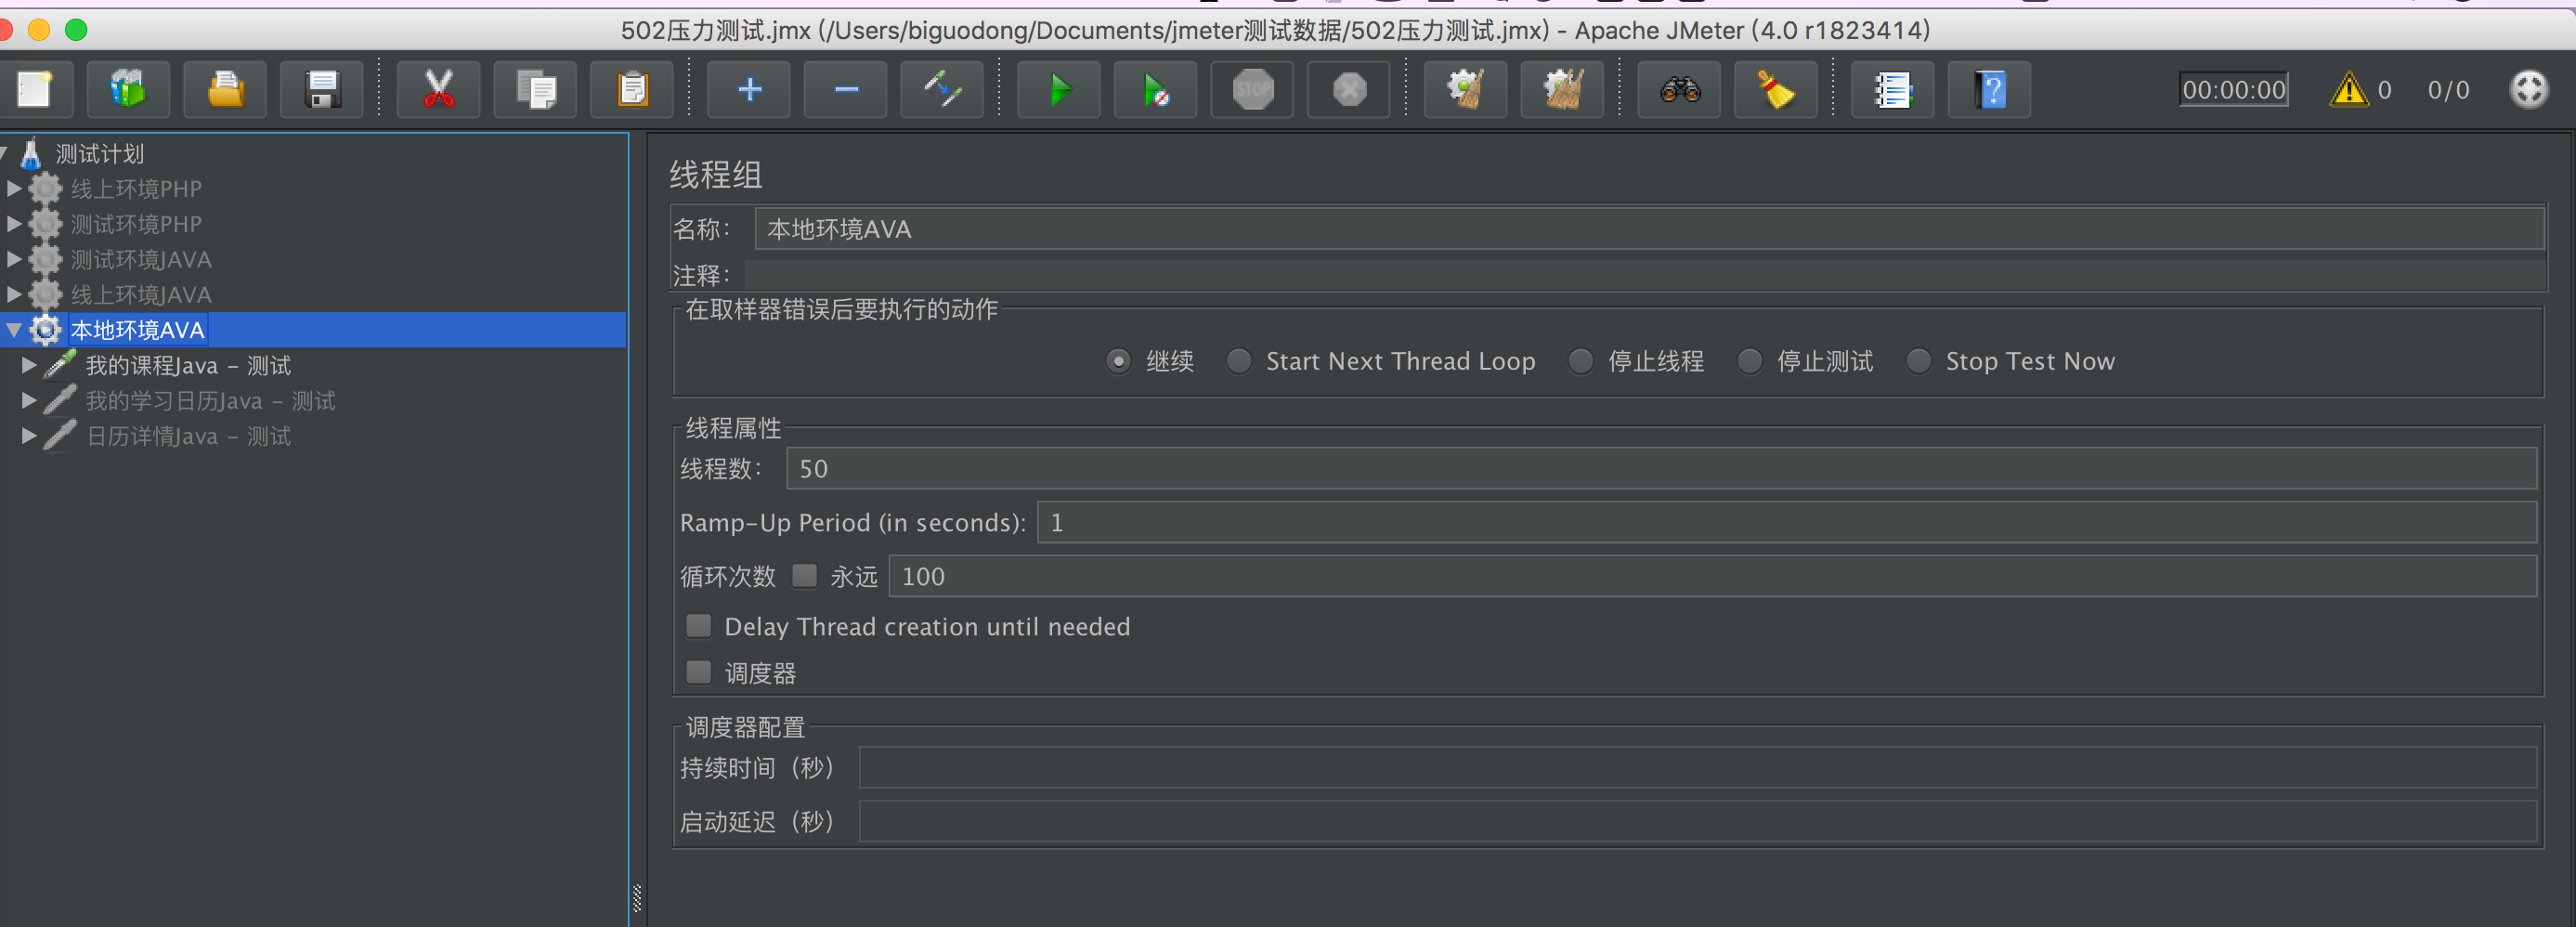 502压力测试.jmx (/Users/biguodong/Documents/jmeter测试数据/502压力测试.jmx) - Apache JMeter (4.0 r1823414)
STOP
00:00:00
0
0/0
测试计划
线上环境PHP
测试环境PHP
测试环境JAVA
线上环境JAVA
本地环境AVA
我的课程Java - 测试
我的学习日历Java - 测试
日历详情Java - 测试
线程组
名称： 本地环境AVA
注释：
在取样器错误后要执行的动作
继续 Start Next Thread Loop 停止线程 停止测试 Stop Test Now
线程属性
线程数： 50
Ramp-Up Period (in seconds): 1
循环次数 永远 100
Delay Thread creation until needed
调度器
调度器配置
持续时间（秒）
启动延迟（秒）